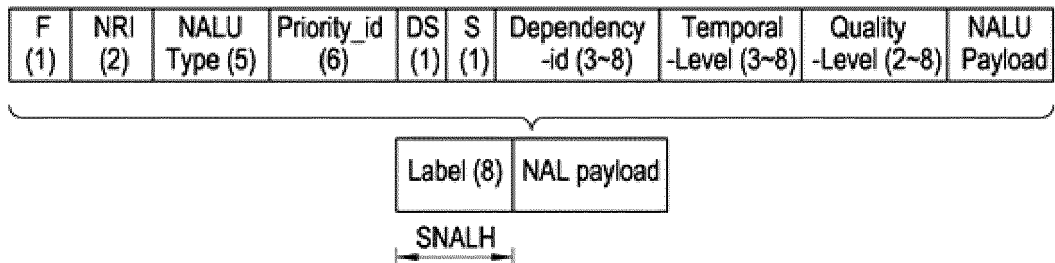 F (1)
NRI (2)
NALU Type (5)
Priority_id (6)
DS (1)
S (1)
Dependency -id (3~8)
Temporal -Level (3~8)
Quality -Level (2~8)
NALU Payload
Label (8)
NAL payload
SNALH